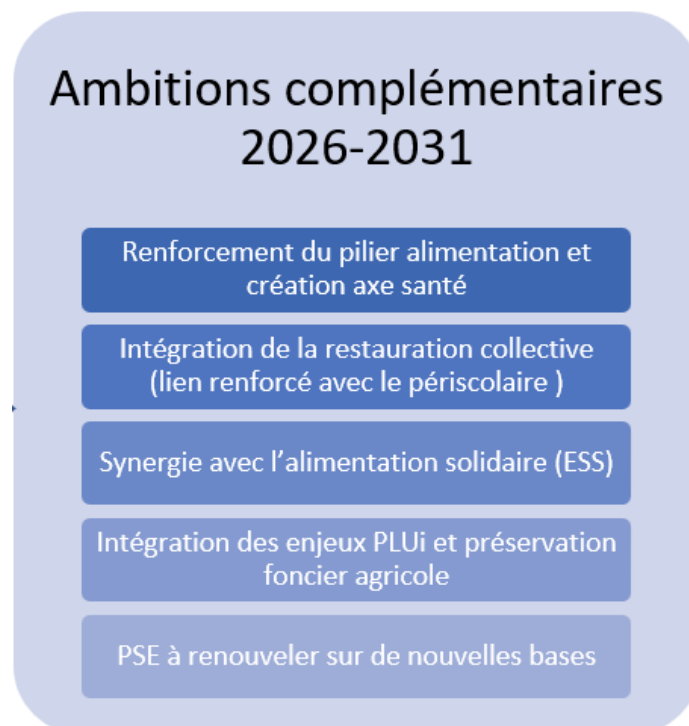 Ambitions complémentaires
2026-2031
Renforcement du pilier alimentation et
création axe santé
Intégration de la restauration collective
(lien renforcé avec le périscolaire )
Synergie avec l’alimentation solidaire (ESS)
Intégration des enjeux PLUi et préservation
foncier agricole
PSE à renouveler sur de nouvelles bases